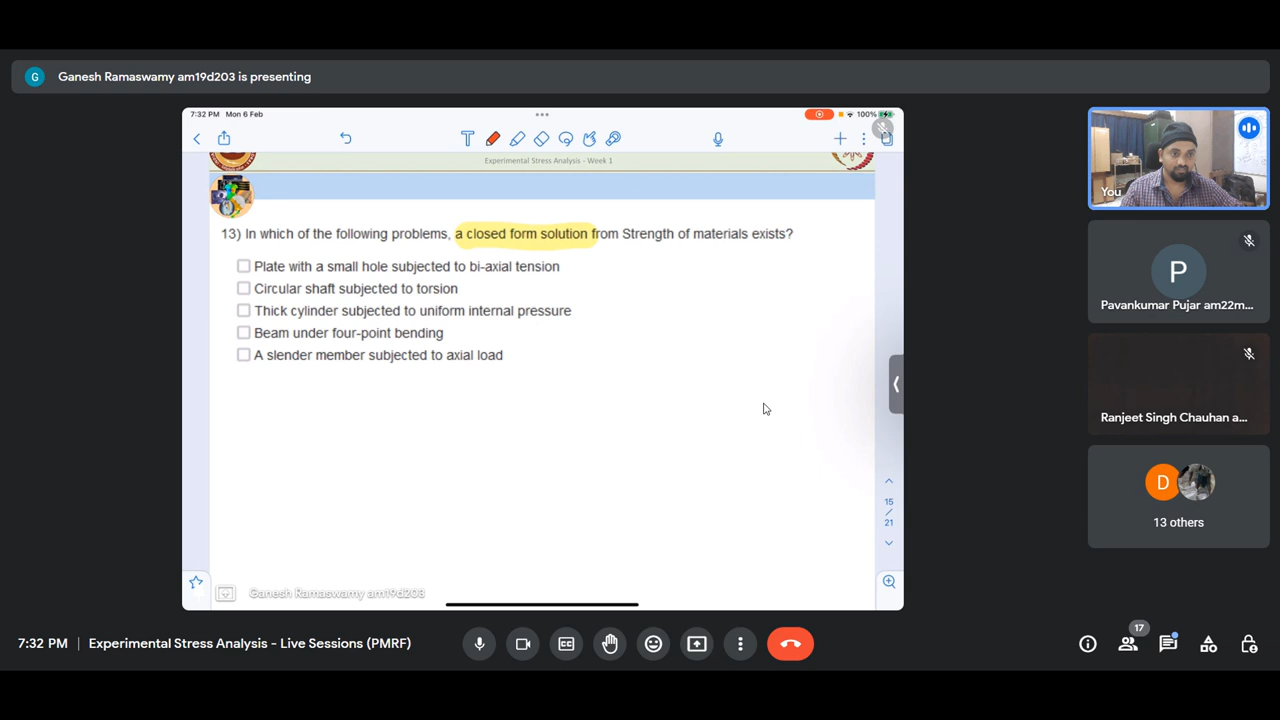 G Ganesh Ramaswamy am19d203 is presenting
7:32 PM Mon 6 Feb
100%
T
Experimental Stress Analysis - Week 1
13) In which of the following problems, a closed form solution from Strength of materials exists?
Plate with a small hole subjected to bi-axial tension
Circular shaft subjected to torsion
Thick cylinder subjected to uniform internal pressure
Beam under four-point bending
A slender member subjected to axial load
15
/
21
Ganesh Ramaswamy am19d203
You
P
Pavankumar Pujar am22m...
Ranjeet Singh Chauhan a...
D
13 others
7:32 PM | Experimental Stress Analysis - Live Sessions (PMRF)
CC
17